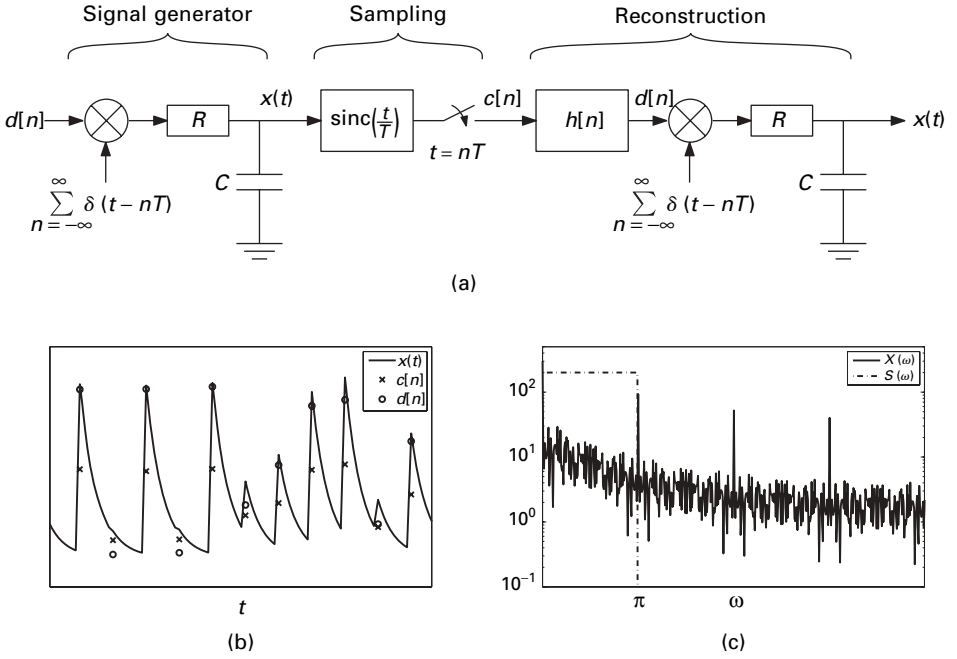 Signal generator
Sampling
Reconstruction
d[n]
R
x(t)
sinc(t/T)
c[n]
h[n]
d[n]
R
x(t)
t = nT
C
C
∞
∑ δ (t – nT)
n = –∞
∞
∑ δ (t – nT)
n = –∞
(a)
x(t)
c[n]
d[n]
t
(b)
X(ω)
S(ω)
10²
10¹
10⁰
10⁻¹
π
ω
(c)